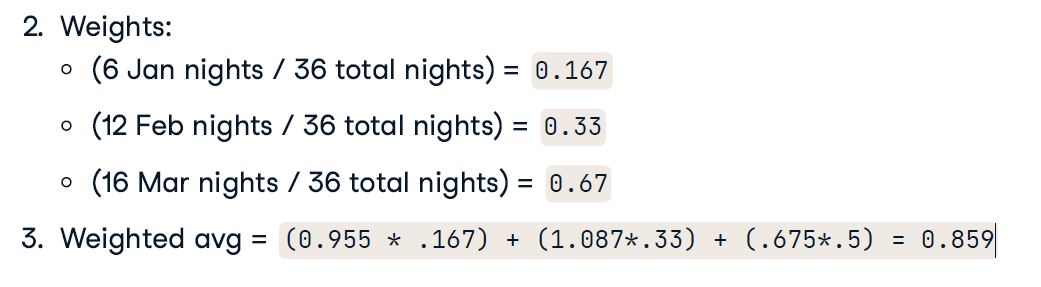 2. Weights:
○ (6 Jan nights / 36 total nights) = 0.167
○ (12 Feb nights / 36 total nights) = 0.33
○ (16 Mar nights / 36 total nights) = 0.67
3. Weighted avg = (0.955 * .167) + (1.087*.33) + (.675*.5) = 0.859